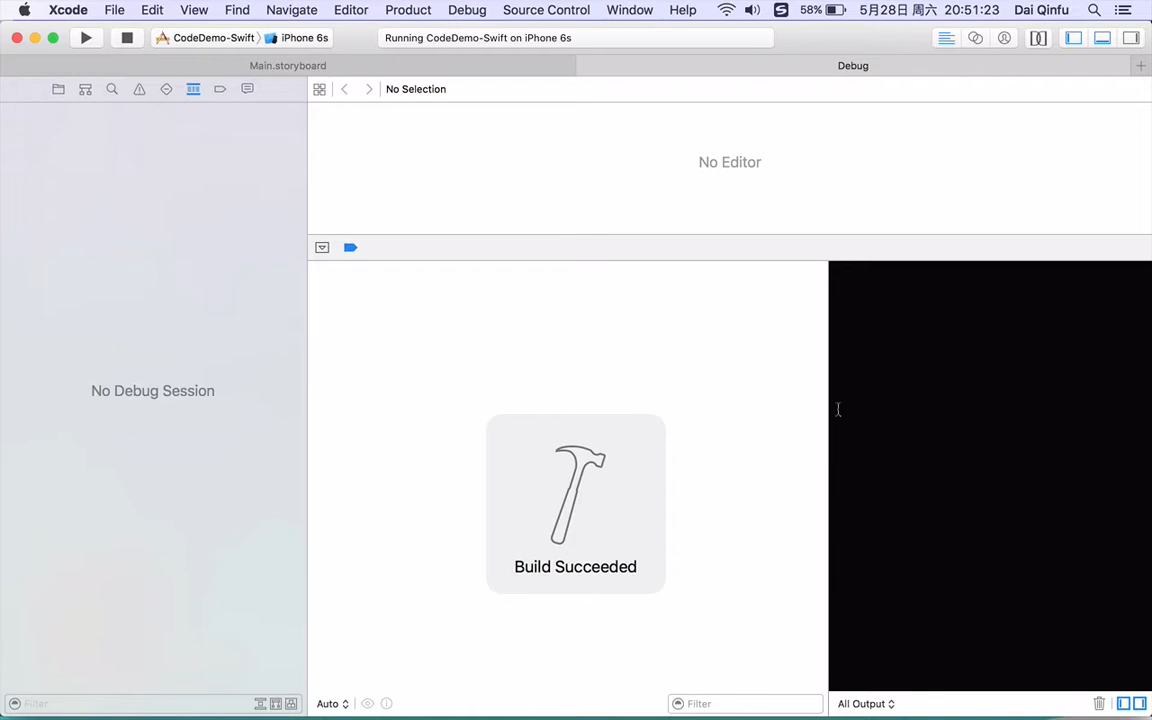 Xcode File Edit View Find Navigate Editor Product Debug Source Control Window Help 58% 5月28日 周六 20:51:23 Dai Qinfu
CodeDemo-Swift iPhone 6s Running CodeDemo-Swift on iPhone 6s
Main.storyboard Debug
No Selection
No Editor
No Debug Session
Build Succeeded
Filter Auto Filter All Output